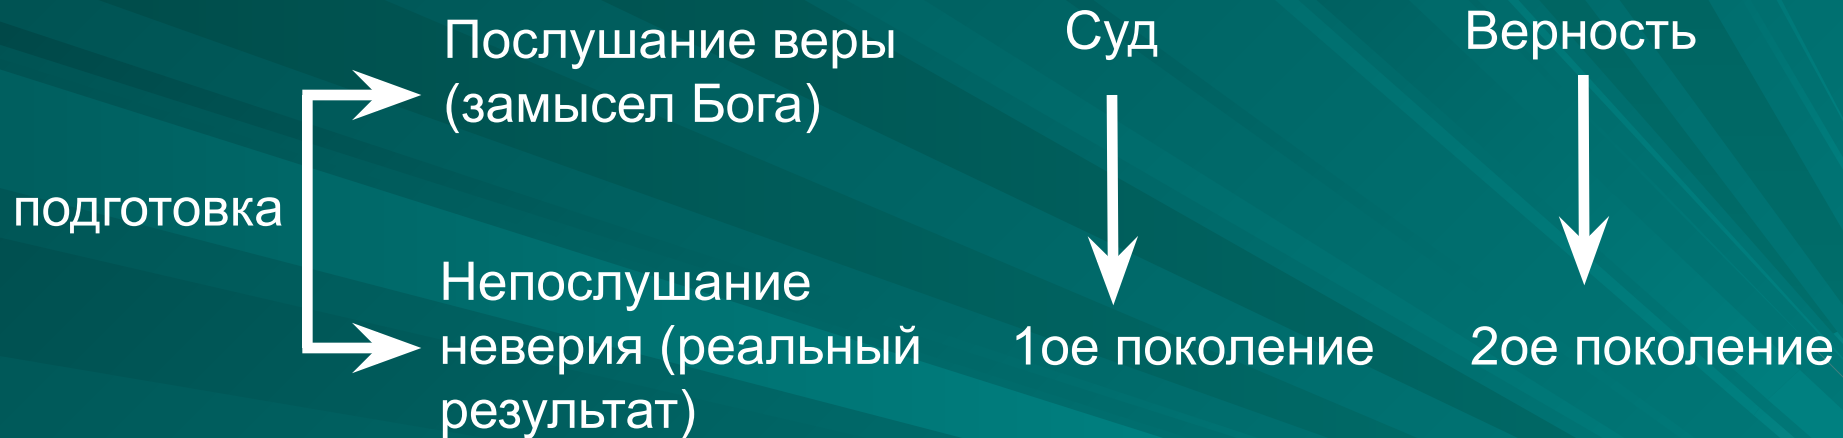 Послушание веры
(замысел Бога)
Суд
Верность
подготовка
Непослушание
неверия (реальный
результат)
1ое поколение
2ое поколение